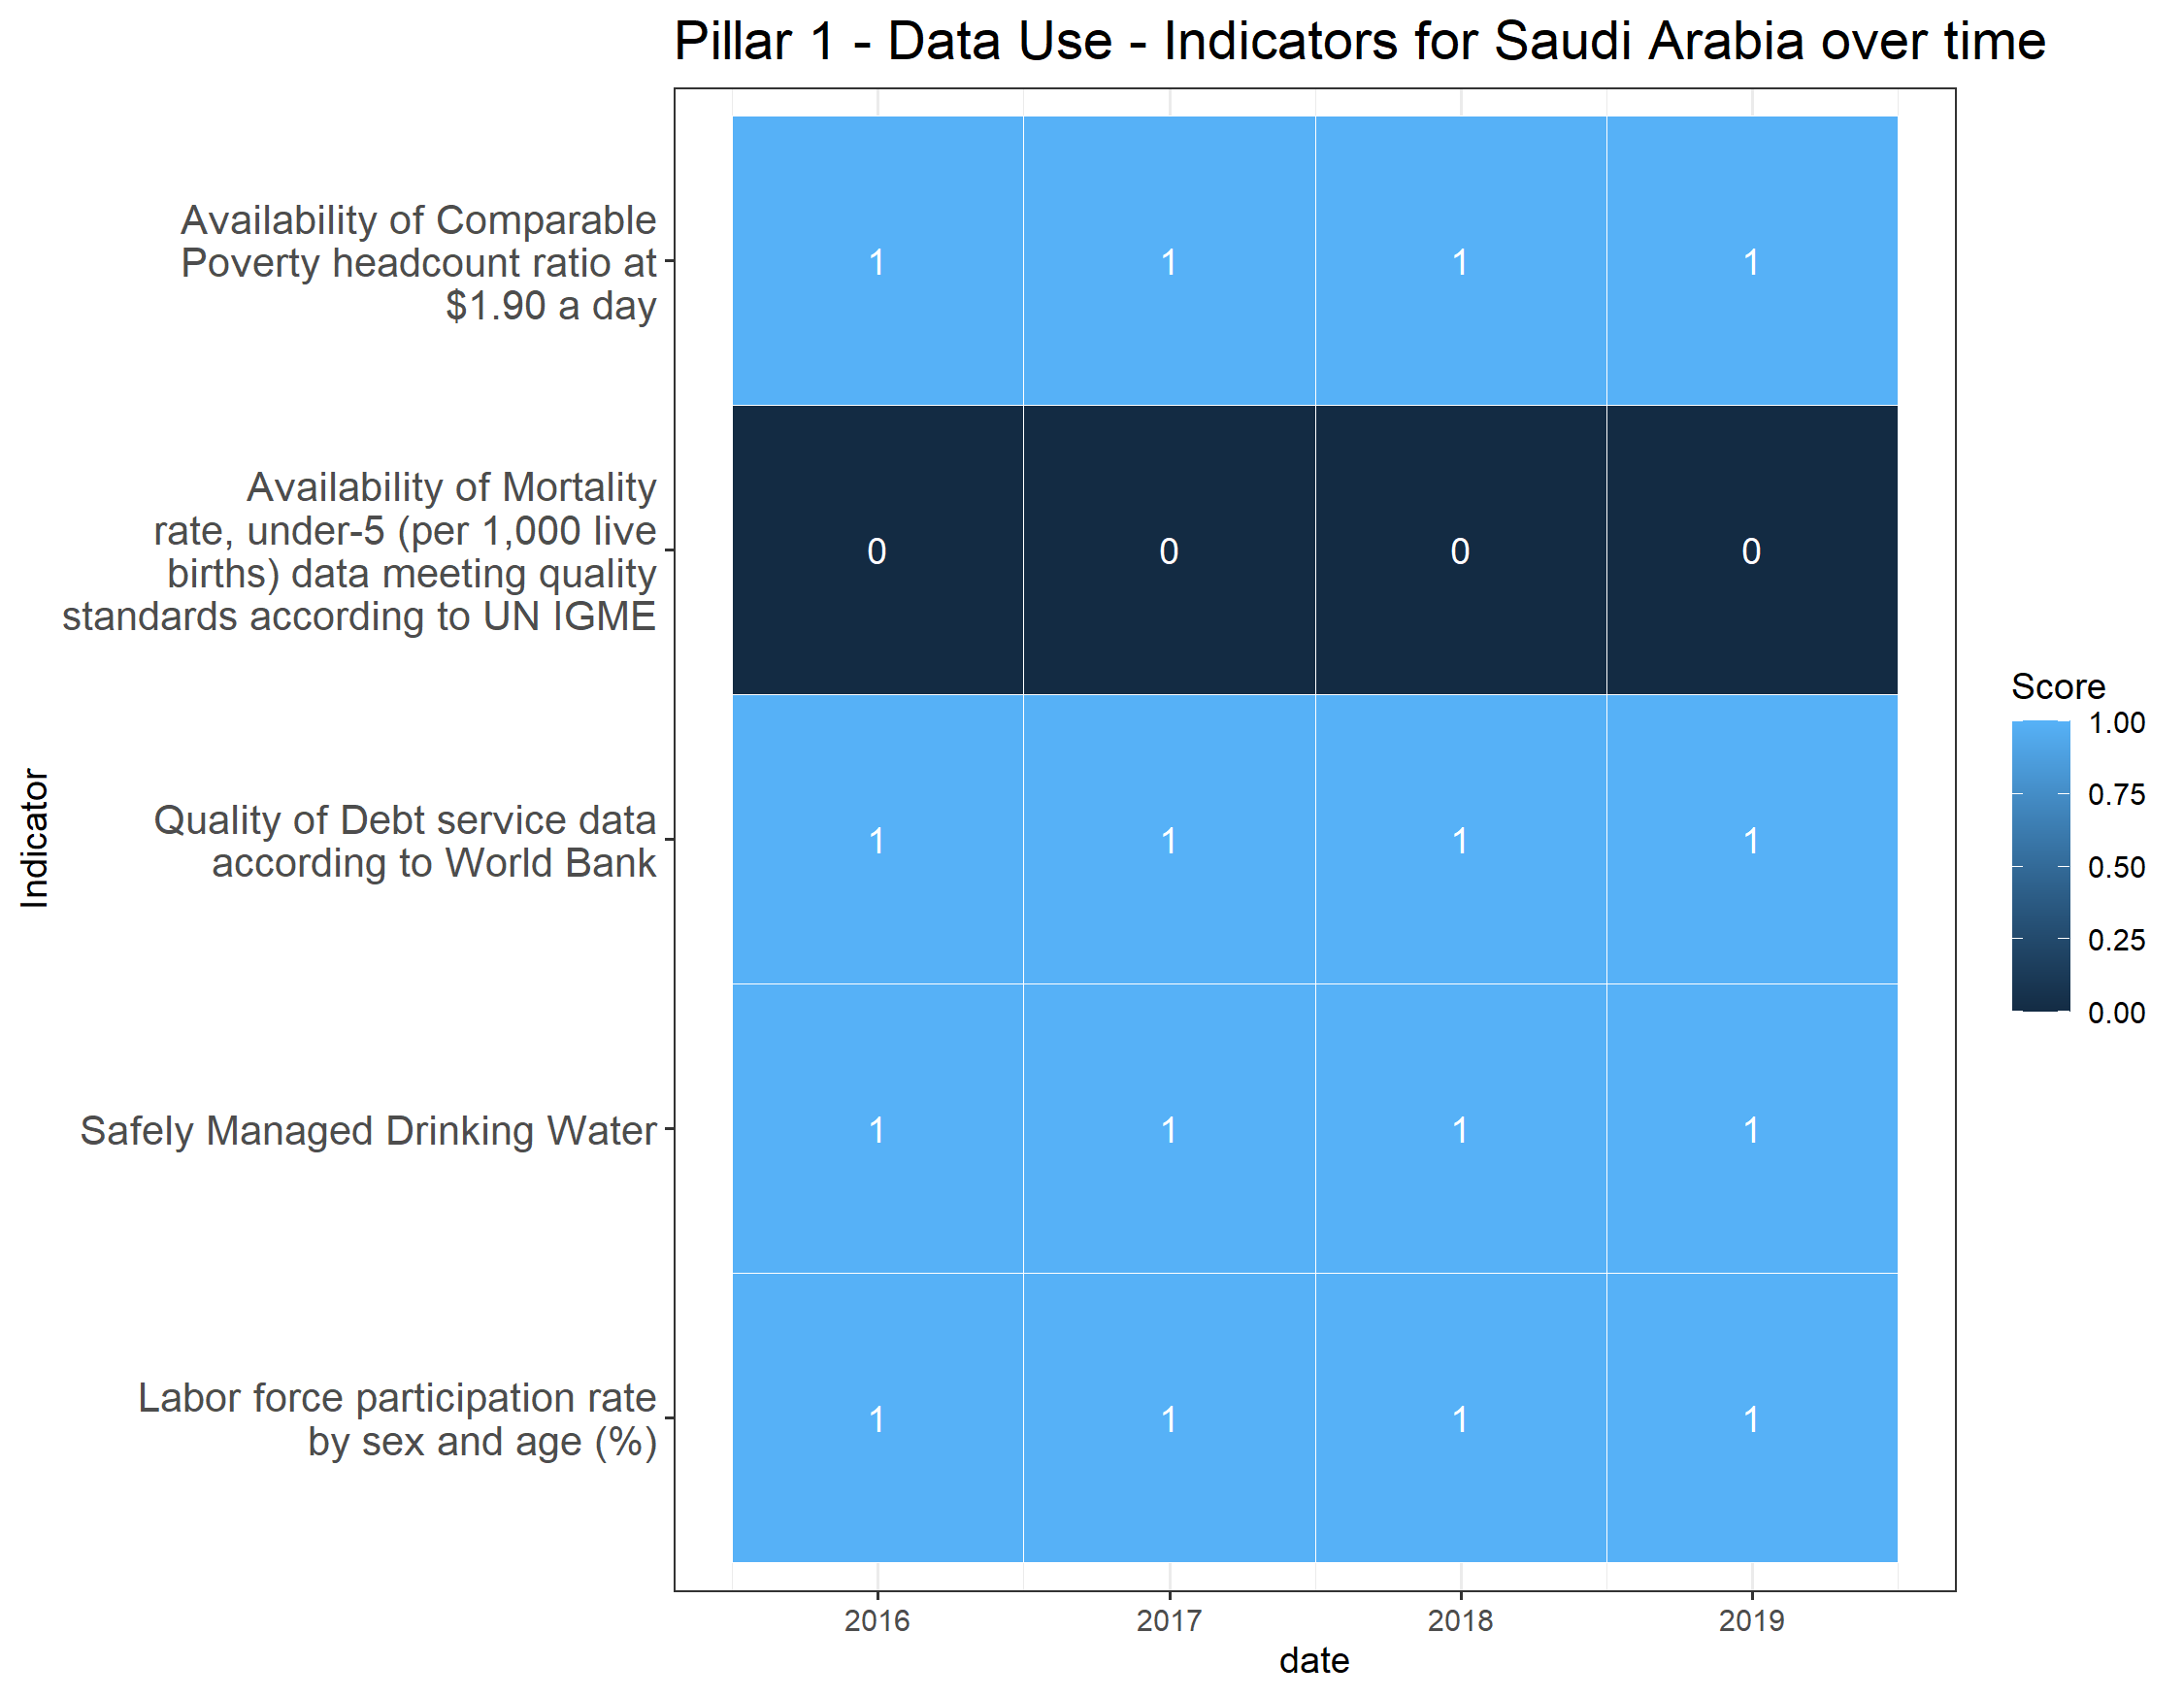 Pillar 1 - Data Use - Indicators for Saudi Arabia over time
Availability of Comparable
Poverty headcount ratio at
$1.90 a day
1 1 1 1
Availability of Mortality
rate, under-5 (per 1,000 live
births) data meeting quality
standards according to UN IGME
0 0 0 0
Quality of Debt service data
according to World Bank
1 1 1 1
Safely Managed Drinking Water
1 1 1 1
Labor force participation rate
by sex and age (%)
1 1 1 1
Indicator
2016 2017 2018 2019
date
Score
1.00
0.75
0.50
0.25
0.00